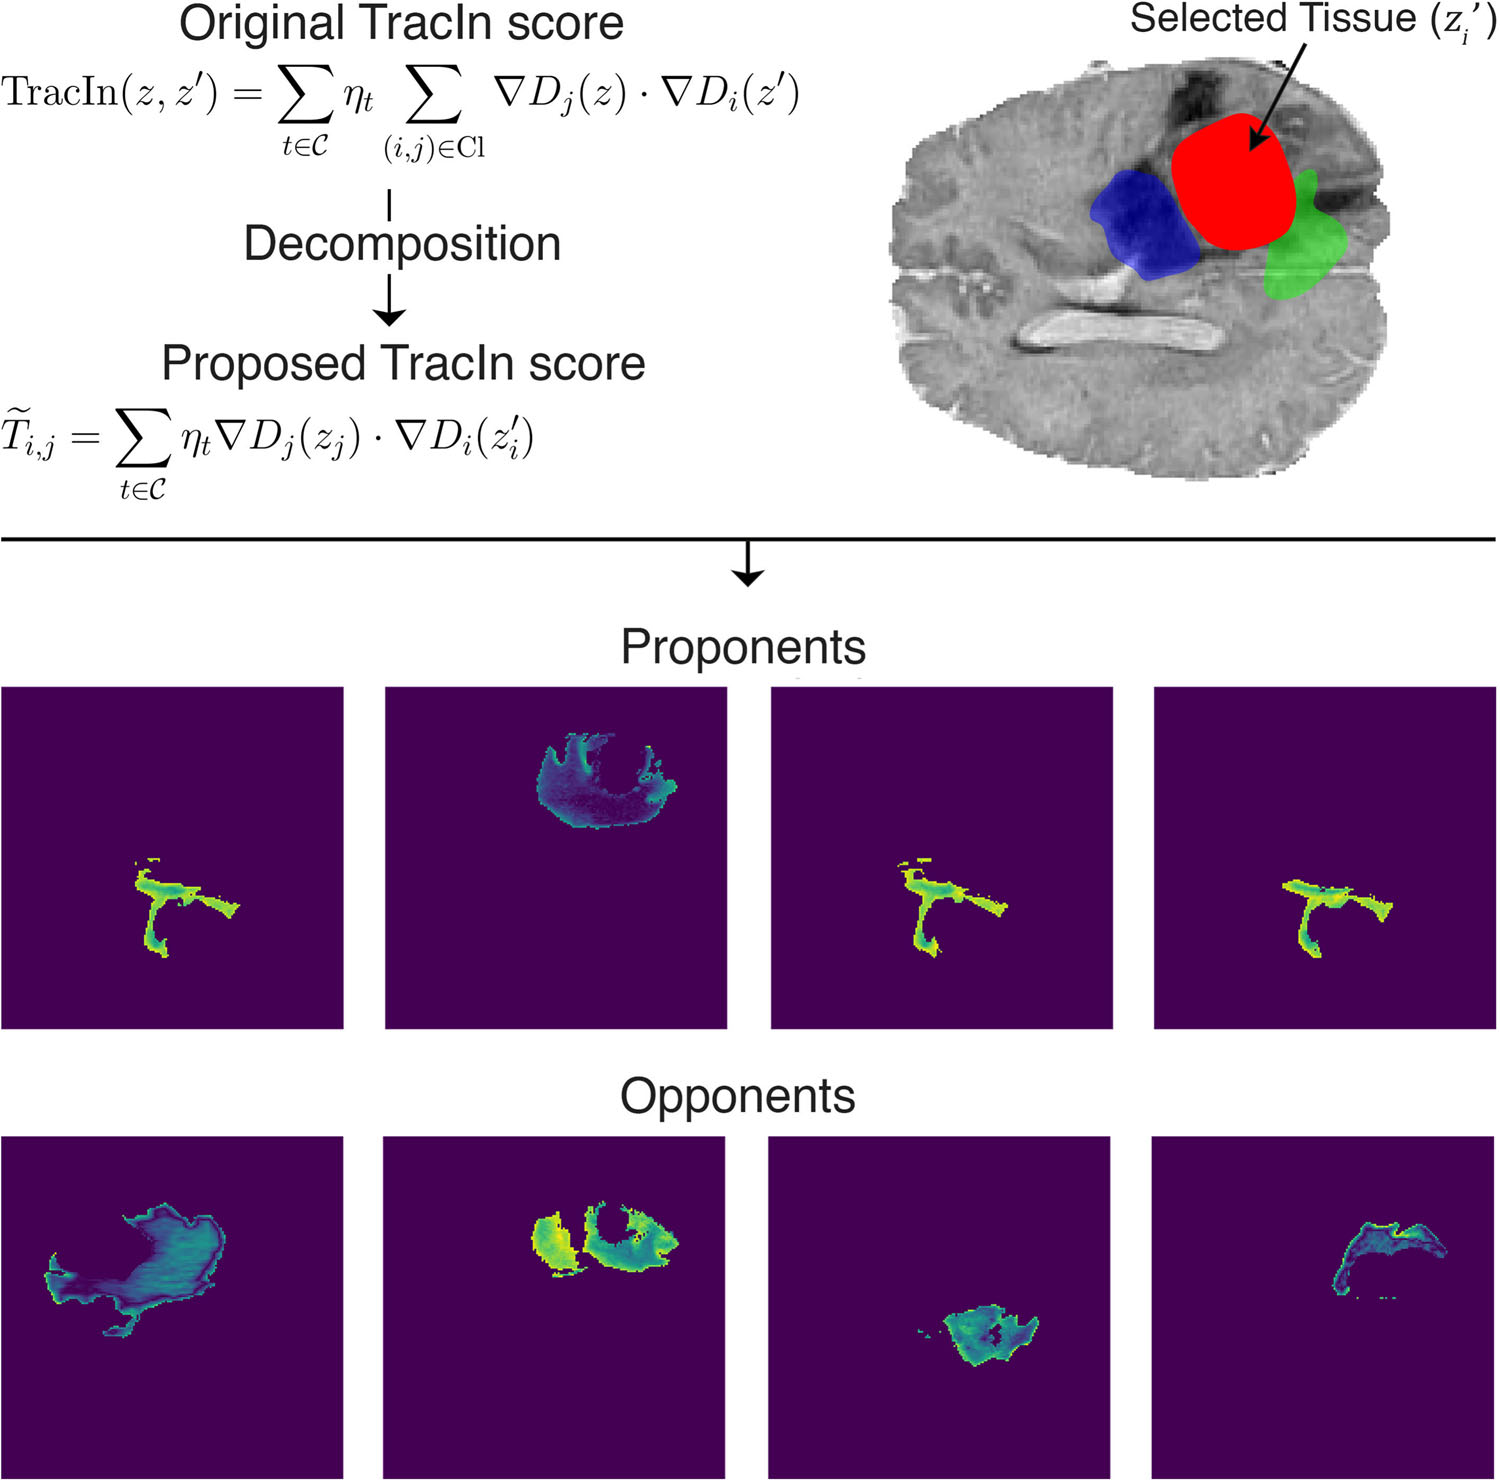 Original TracIn score
TracIn(z, z′) = ∑_{t∈𝒞} η_t ∑_{(i,j)∈Cl} ∇D_j(z) · ∇D_i(z′)
Decomposition
Proposed TracIn score
T̃_{i,j} = ∑_{t∈𝒞} η_t∇D_j(z_j) · ∇D_i(z′_i)
Selected Tissue (z_i’)
Proponents
Opponents